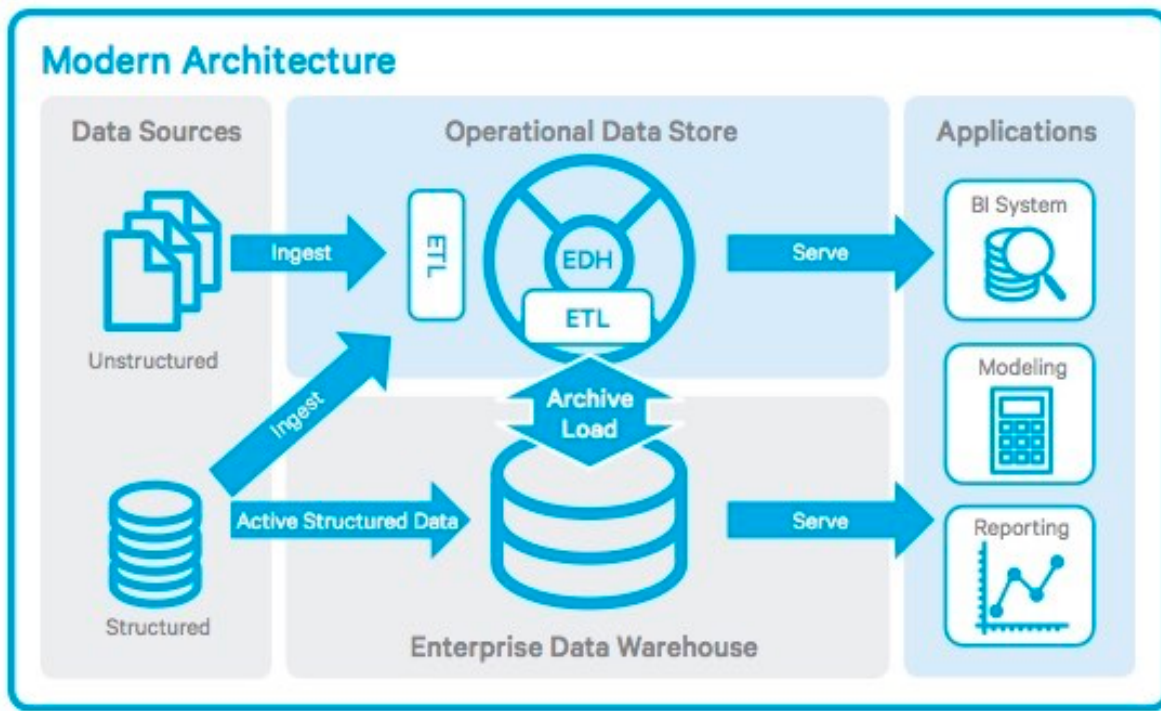 Modern Architecture
Data Sources
Operational Data Store
Applications
Unstructured
Ingest
ETL
EDH
ETL
Serve
BI System
Ingest
Archive
Load
Modeling
Structured
Active Structured Data
Serve
Reporting
Enterprise Data Warehouse